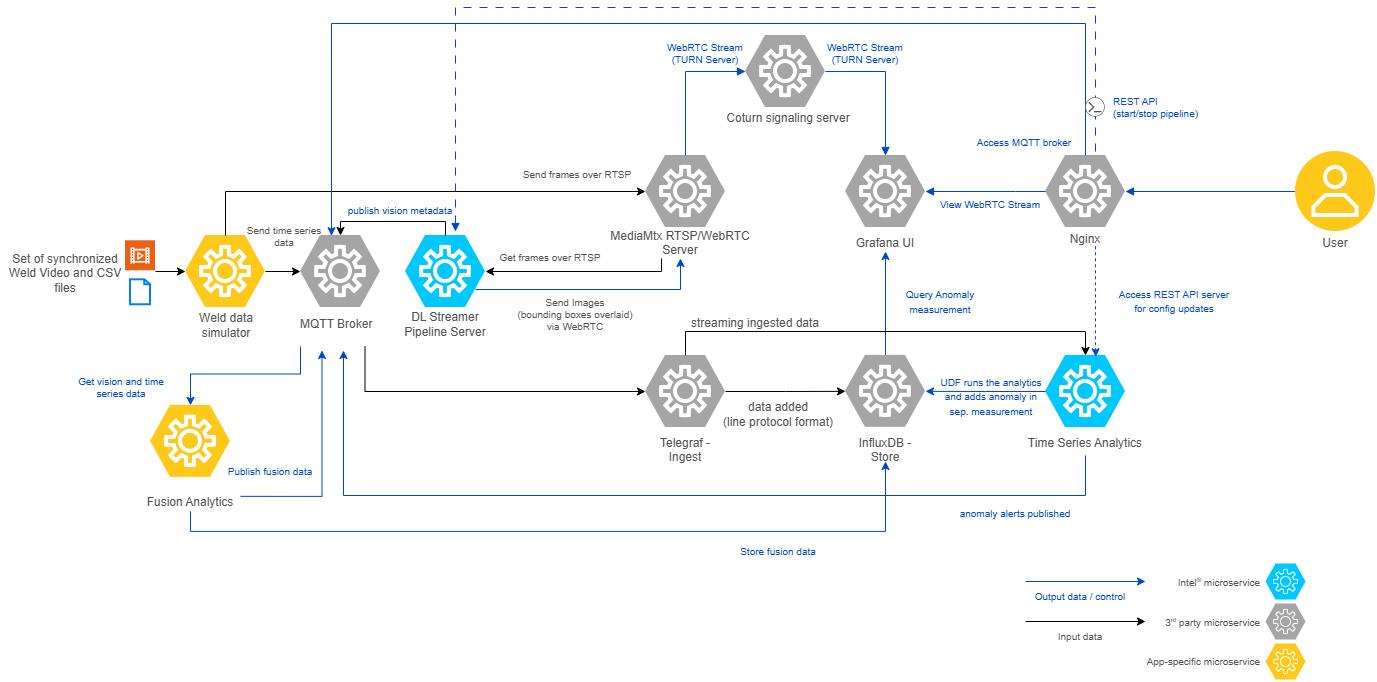 WebRTC Stream
(TURN Server)
WebRTC Stream
(TURN Server)
Coturn signaling server
REST API
(start/stop pipeline)
Access MQTT broker
Send frames over RTSP
View WebRTC Stream
publish vision metadata
Send time series
data
MediaMtx RTSP/WebRTC
Server
Grafana UI
Nginx
User
Set of synchronized
Weld Video and CSV
files
Get frames over RTSP
Weld data
simulator
MQTT Broker
DL Streamer
Pipeline Server
Send Images
(bounding boxes overlaid)
via WebRTC
Query Anomaly
measurement
Access REST API server
for config updates
streaming ingested data
Get vision and time
series data
UDF runs the analytics
and adds anomaly in
sep. measurement
data added
(line protocol format)
Telegraf -
Ingest
InfluxDB -
Store
Time Series Analytics
Publish fusion data
Fusion Analytics
anomaly alerts published
Store fusion data
Output data / control
Intel® microservice
Input data
3rd party microservice
App-specific microservice